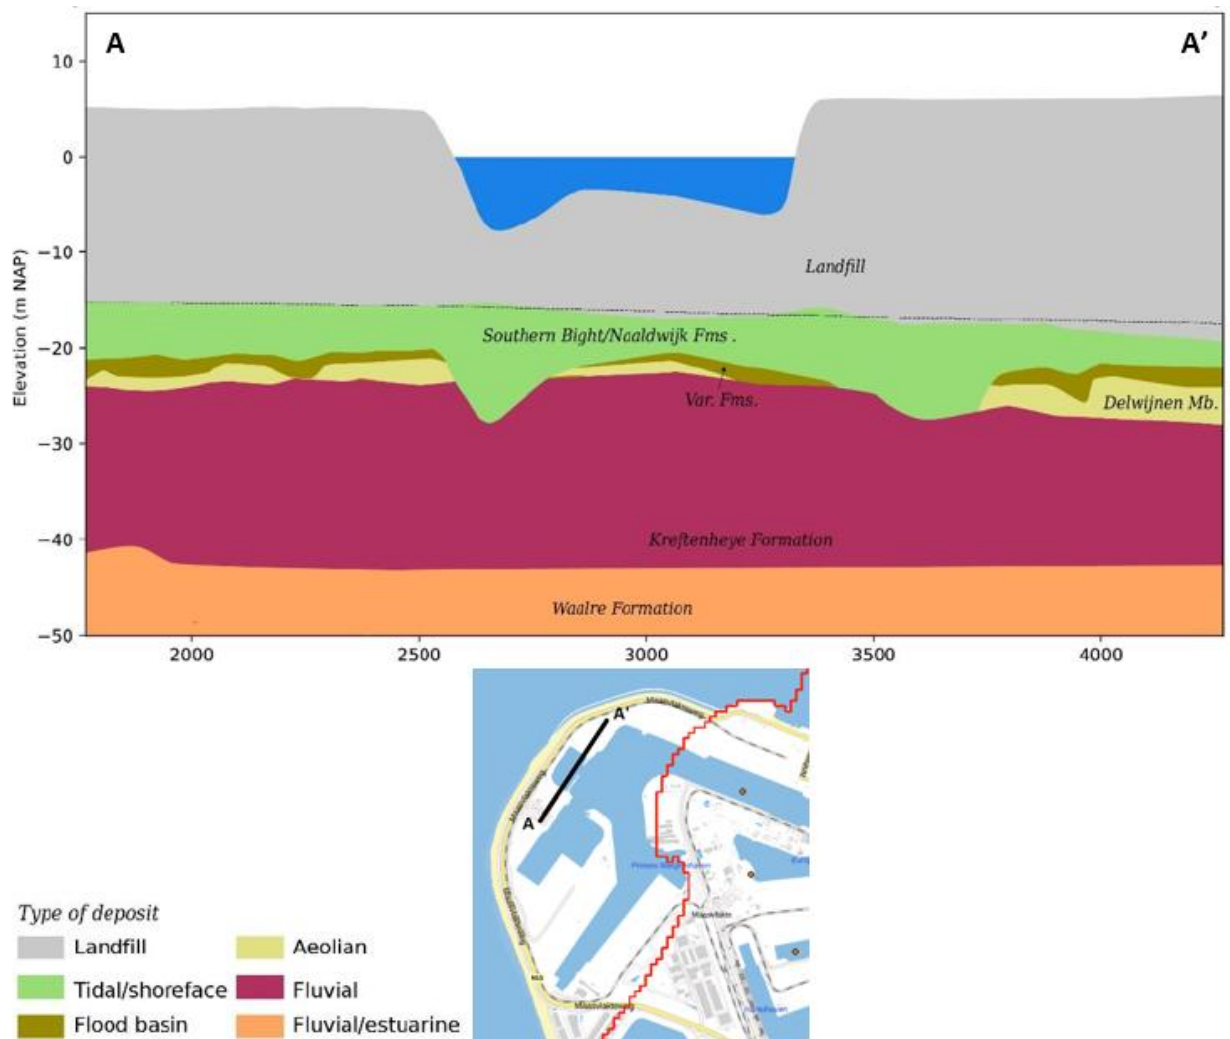 A
A’
10
0
−10
−20
−30
−40
−50
Elevation (m NAP)
Landfill
Southern Bight/Naaldwijk Fms .
Var. Fms.
Delwijnen Mb.
Kreftenheye Formation
Waalre Formation
2000
2500
3000
3500
4000
A'
A
Maasvlakte
Type of deposit
Landfill
Aeolian
Tidal/shoreface
Fluvial
Flood basin
Fluvial/estuarine